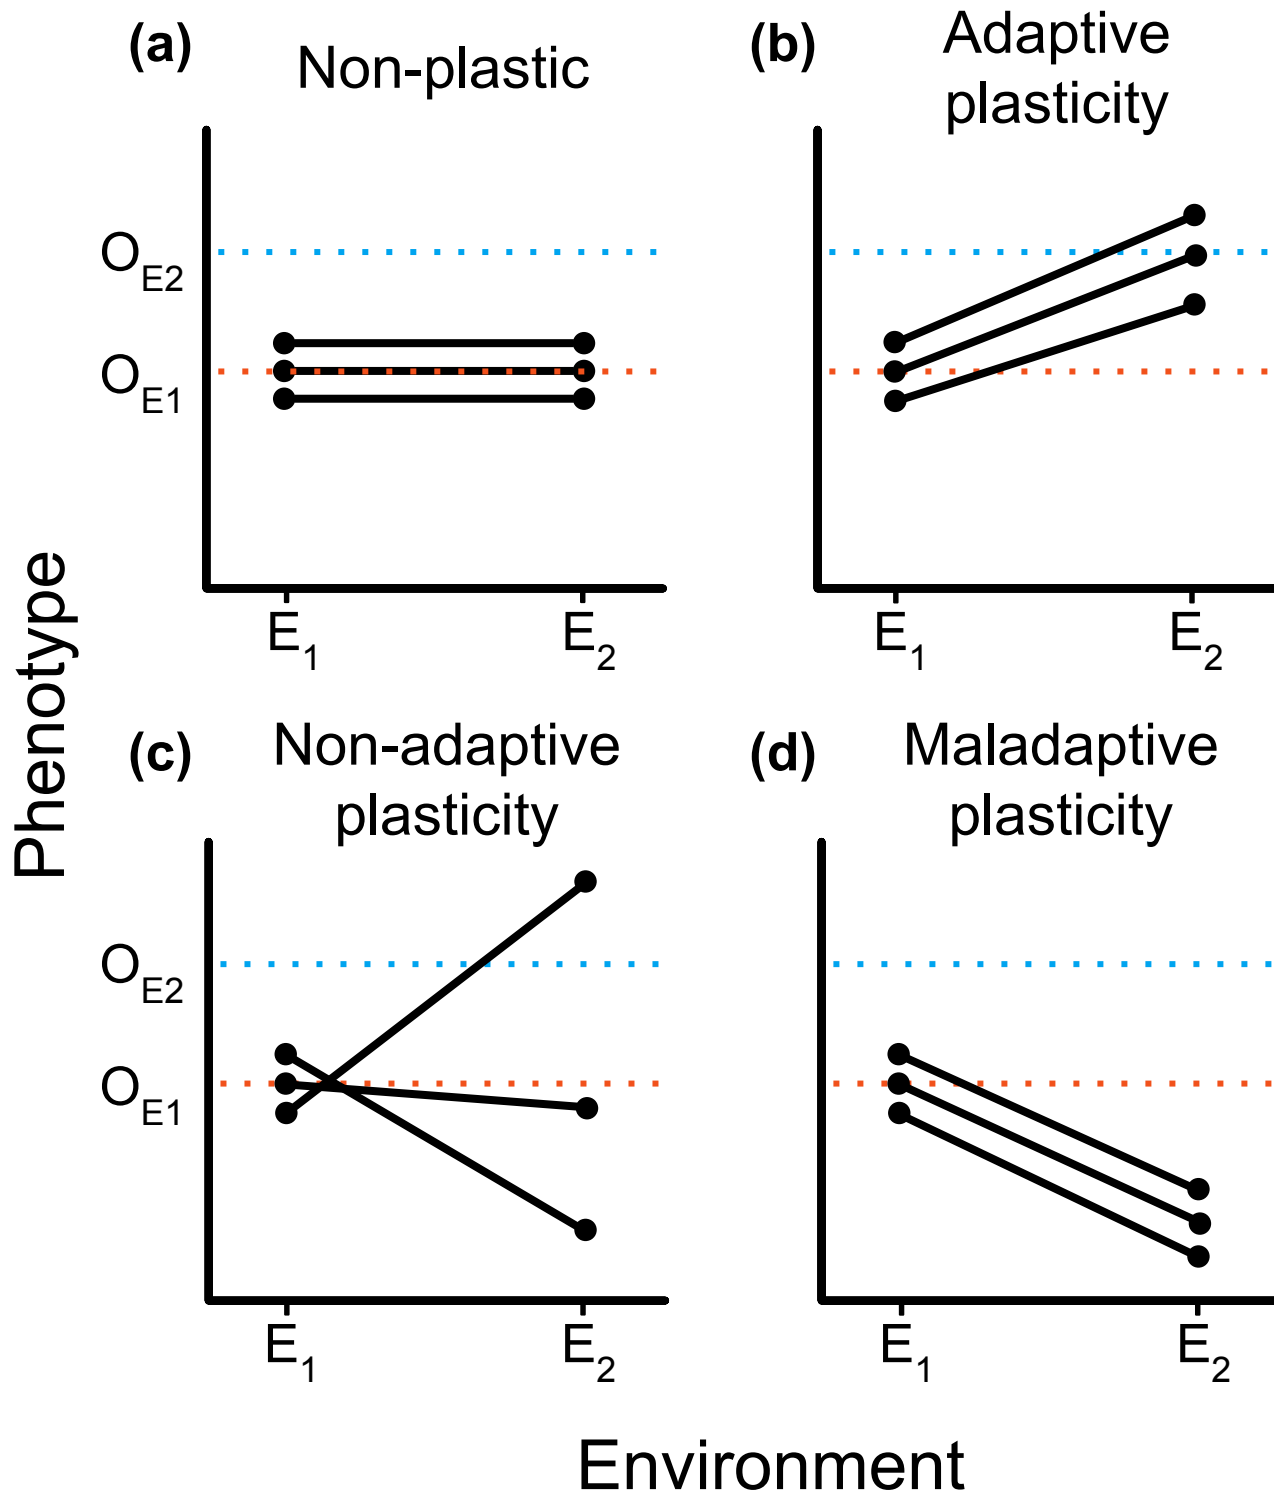 (a)
Non-plastic
(b)
Adaptive
plasticity
O_E2
O_E1
E_1
E_2
E_1
E_2
Phenotype
(c)
Non-adaptive
plasticity
(d)
Maladaptive
plasticity
O_E2
O_E1
E_1
E_2
E_1
E_2
Environment